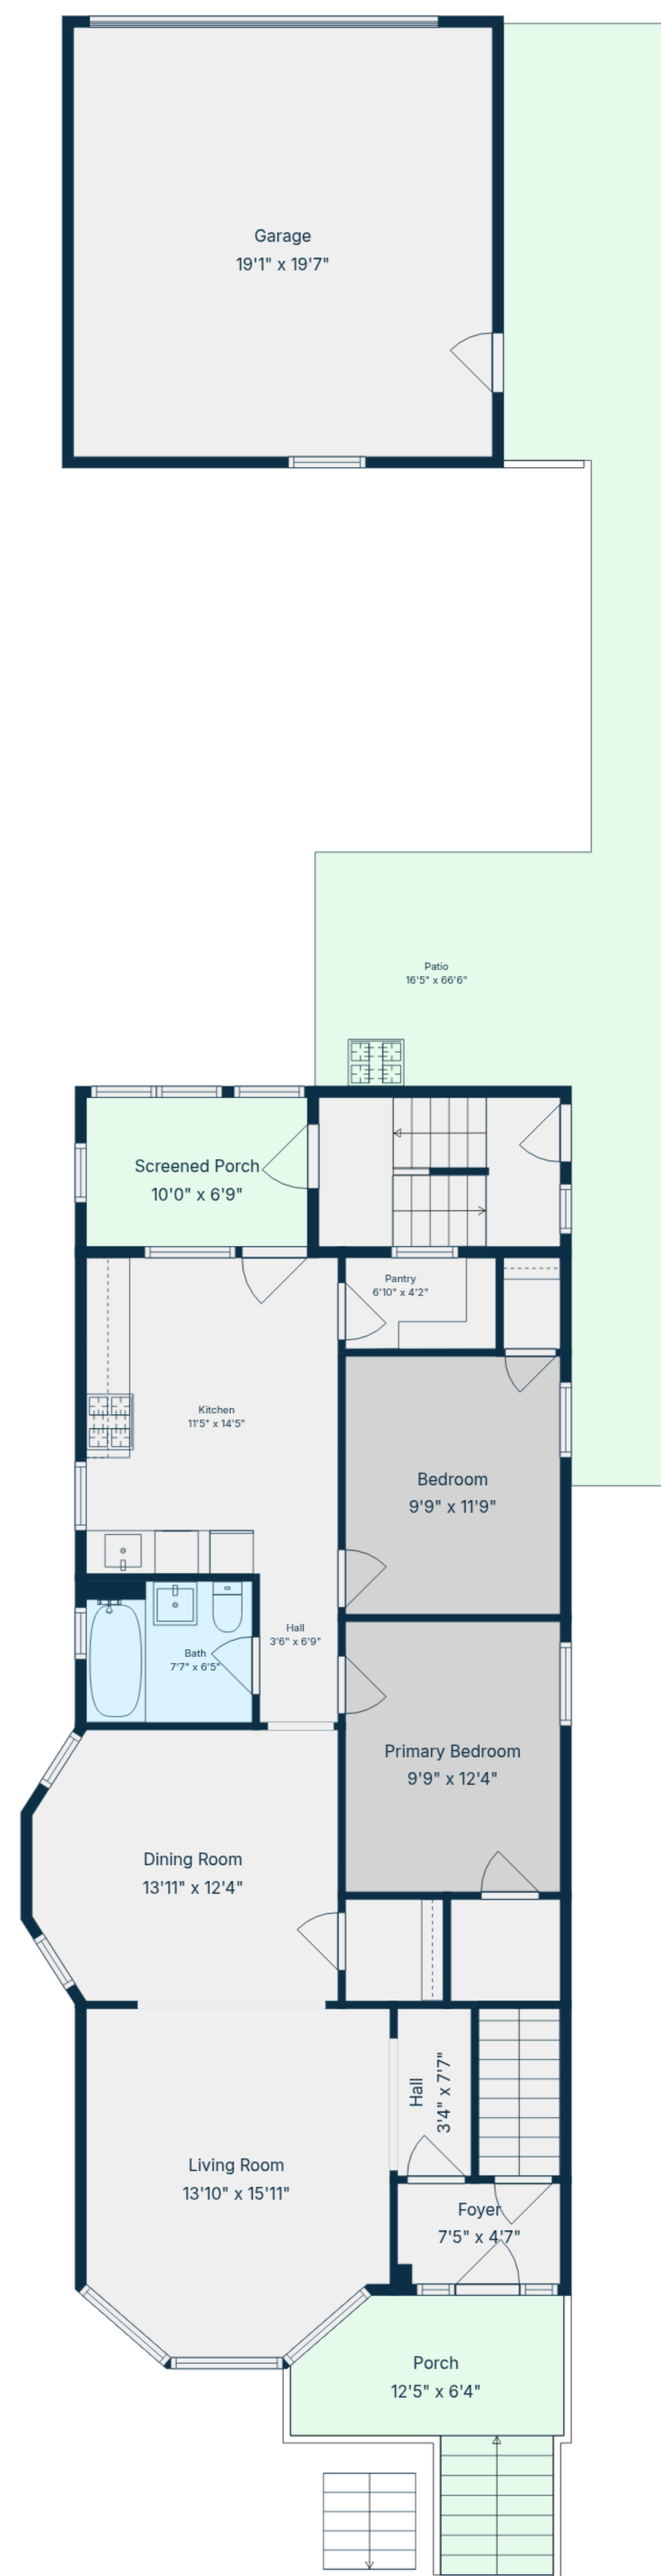 Garage
19'1" x 19'7"
Patio
16'5" x 66'6"
Screened Porch
10'0" x 6'9"
Pantry
6'10" x 4'2"
Kitchen
11'5" x 14'5"
Bedroom
9'9" x 11'9"
Hall
3'6" x 6'9"
Bath
7'7" x 6'5"
Primary Bedroom
9'9" x 12'4"
Dining Room
13'11" x 12'4"
Hall
3'4" x 7'7"
Living Room
13'10" x 15'11"
Foyer
7'5" x 4'7"
Porch
12'5" x 6'4"